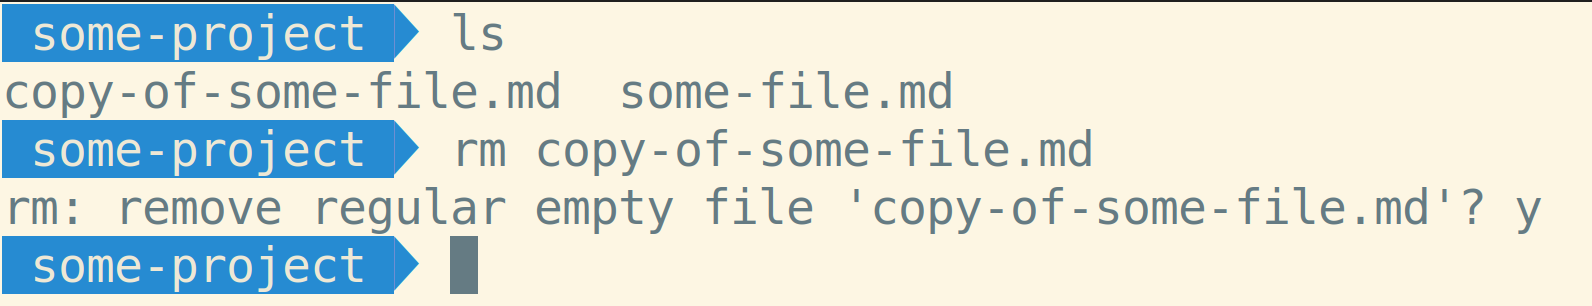 some-project ls
copy-of-some-file.md  some-file.md
some-project rm copy-of-some-file.md
rm: remove regular empty file 'copy-of-some-file.md'? y
some-project